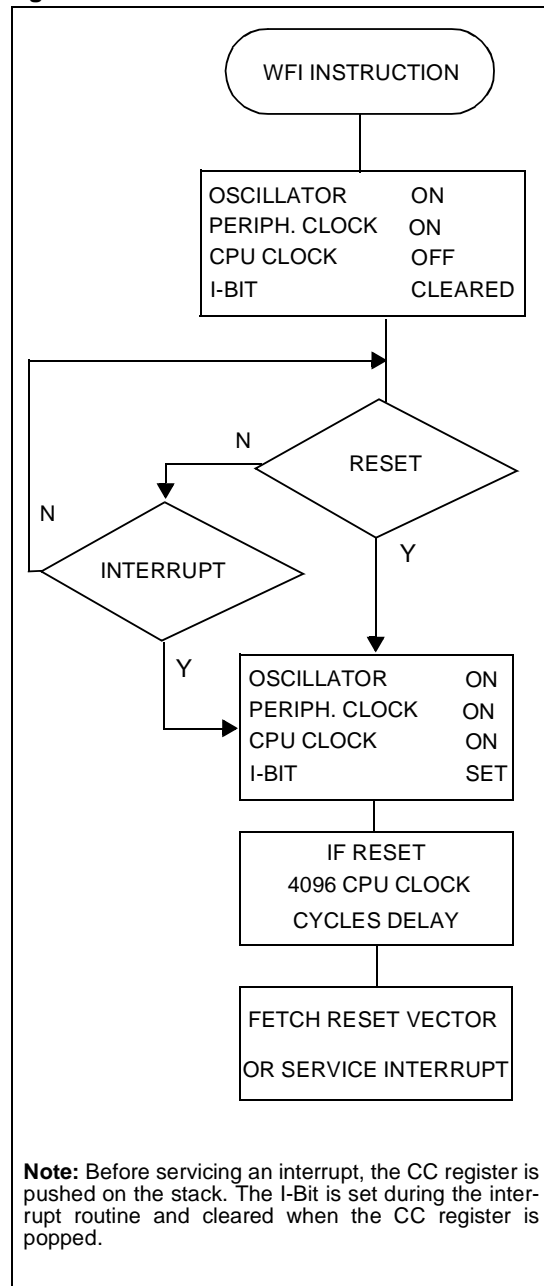 WFI INSTRUCTION
OSCILLATOR ON
PERIPH. CLOCK ON
CPU CLOCK OFF
I-BIT CLEARED
N
RESET
N
Y
INTERRUPT
Y
OSCILLATOR ON
PERIPH. CLOCK ON
CPU CLOCK ON
I-BIT SET
IF RESET
4096 CPU CLOCK
CYCLES DELAY
FETCH RESET VECTOR
OR SERVICE INTERRUPT
Note: Before servicing an interrupt, the CC register is
pushed on the stack. The I-Bit is set during the inter-
rupt routine and cleared when the CC register is
popped.